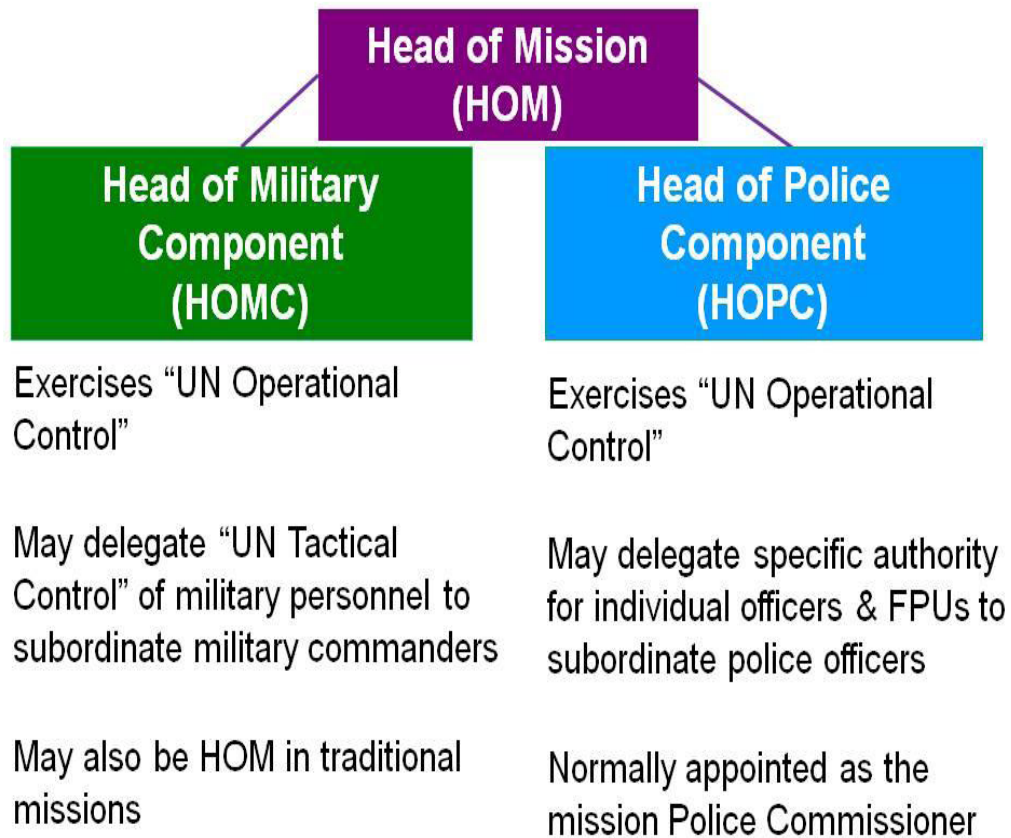 Head of Mission
(HOM)
Head of Military
Component
(HOMC)
Exercises “UN Operational
Control”
May delegate “UN Tactical
Control” of military personnel to
subordinate military commanders
May also be HOM in traditional
missions
Head of Police
Component
(HOPC)
Exercises “UN Operational
Control”
May delegate specific authority
for individual officers & FPUs to
subordinate police officers
Normally appointed as the
mission Police Commissioner